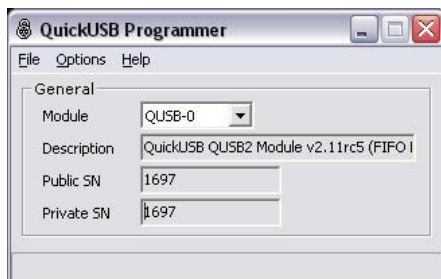 QuickUSB Programmer
File Options Help
General
Module QUSB-0
Description QuickUSB QUSB2 Module v2.11rc5 (FIFO
Public SN 1697
Private SN 1697